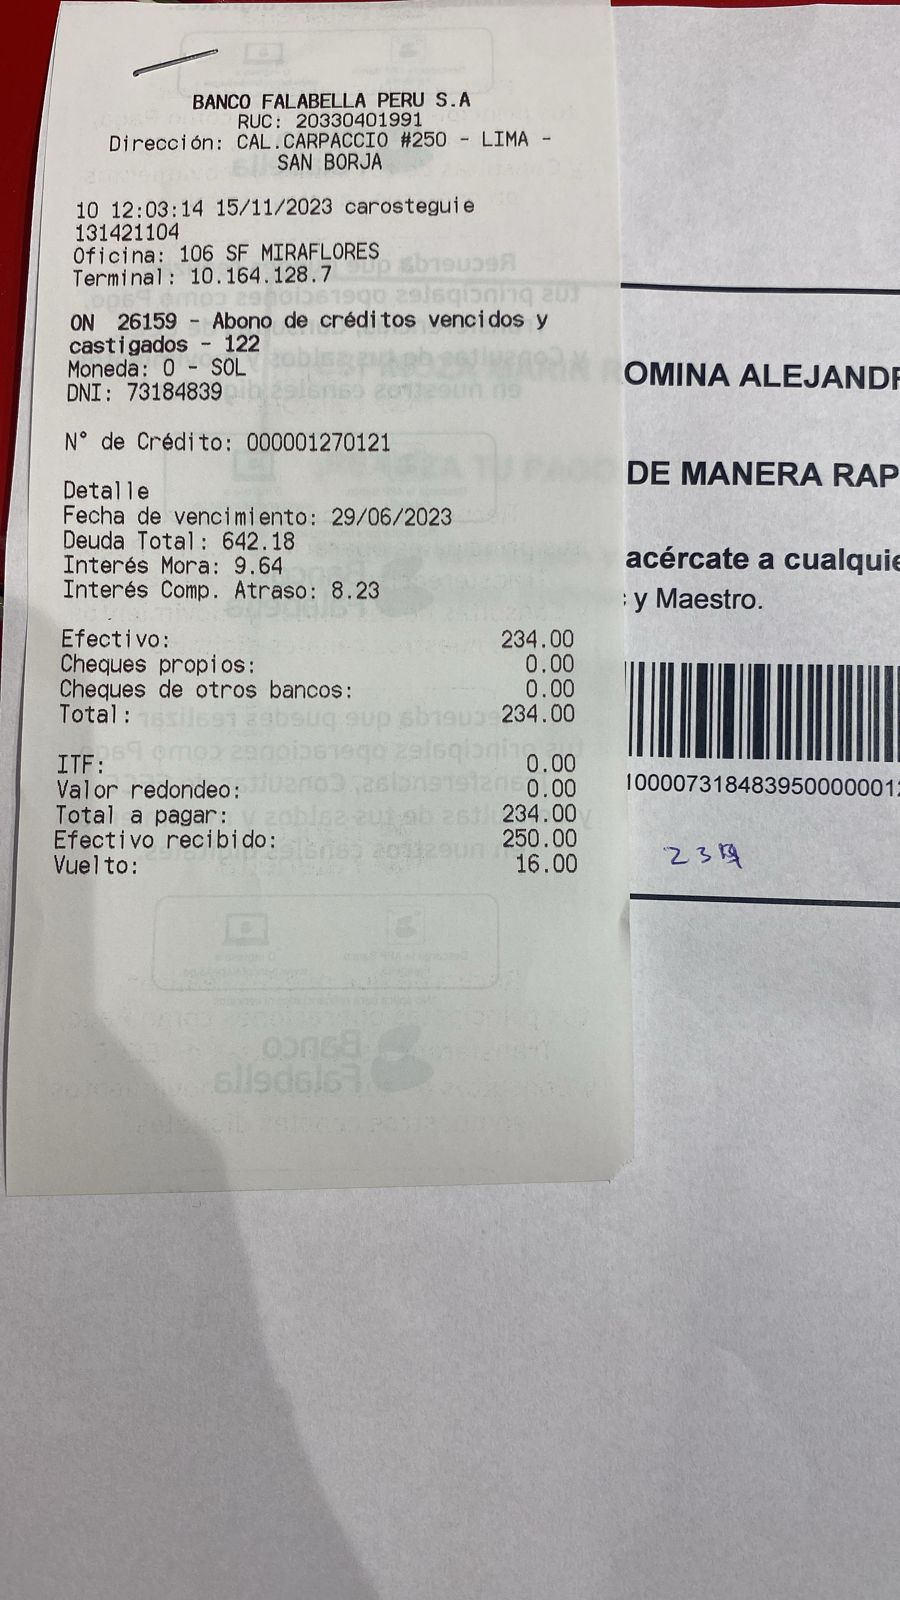 BANCO FALABELLA PERU S.A
RUC: 20330401991
Dirección: CAL.CARPACCIO #250 - LIMA -
SAN BORJA
10 12:03:14 15/11/2023 carosteguie
131421104
Oficina: 106 SF MIRAFLORES
Terminal: 10.164.128.7
ON 26159 - Abono de créditos vencidos y
castigados - 122
Moneda: 0 - SOL
DNI: 73184839
N° de Crédito: 000001270121
Detalle
Fecha de vencimiento: 29/06/2023
Deuda Total: 642.18
Interés Mora: 9.64
Interés Comp. Atraso: 8.23
Efectivo: 234.00
Cheques propios: 0.00
Cheques de otros bancos: 0.00
Total: 234.00
ITF: 0.00
Valor redondeo: 0.00
Total a pagar: 234.00
Efectivo recibido: 250.00
Vuelto: 16.00
Banco
Falabella
OMINA ALEJANDR
DE MANERA RAP
acércate a cualquie
y Maestro.